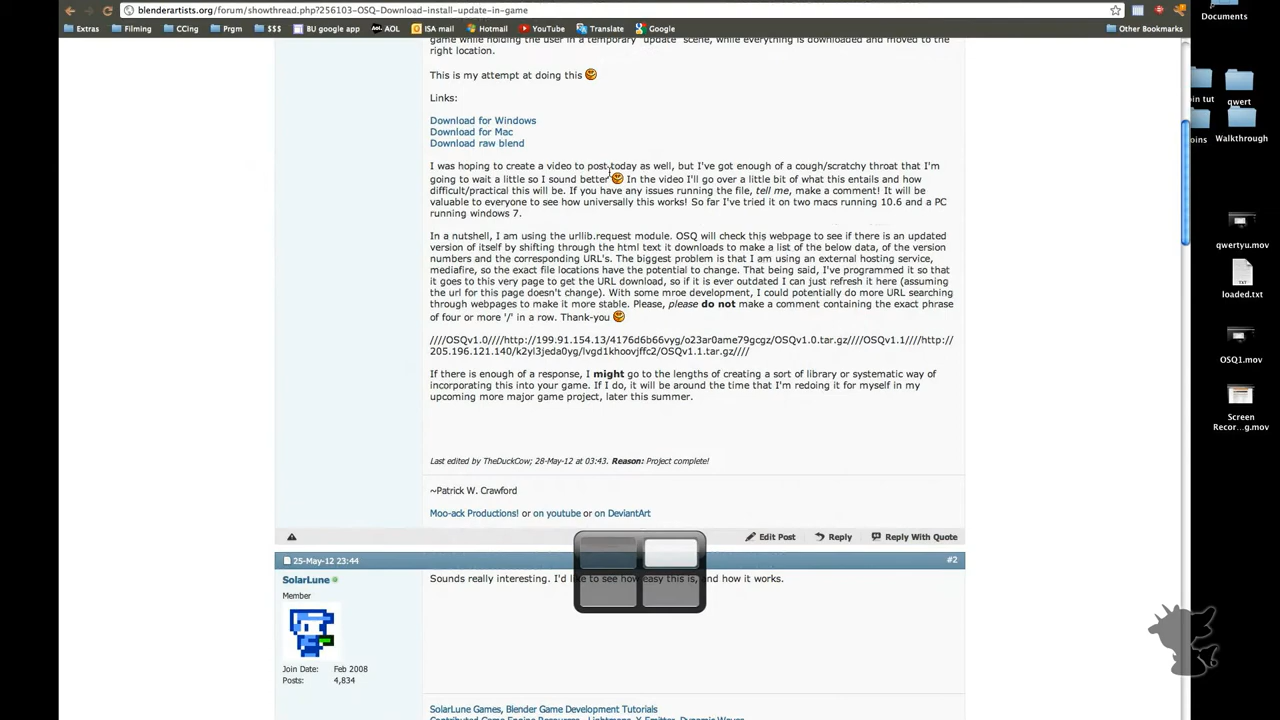 blenderartists.org/forum/showthread.php?256103-OSQ-Download-install-update-in-game
Documents
Extras Filming CCing Prgm $$$ BU google app AOL ISA mail Hotmail YouTube Translate Google Other Bookmarks
game while holding the user in a temporary "update" scene, while everything is downloaded and moved to the
right location.
This is my attempt at doing this
Links:
Download for Windows
Download for Mac
Download raw blend
I was hoping to create a video to post today as well, but I've got enough of a cough/scratchy throat that I'm
going to wait a little so I sound better In the video I'll go over a little bit of what this entails and how
difficult/practical this will be. If you have any issues running the file, tell me, make a comment! It will be
valuable to everyone to see how universally this works! So far I've tried it on two macs running 10.6 and a PC
running windows 7.
In a nutshell, I am using the urllib.request module. OSQ will check this webpage to see if there is an updated
version of itself by shifting through the html text it downloads to make a list of the below data, of the version
numbers and the corresponding URL's. The biggest problem is that I am using an external hosting service,
mediafire, so the exact file locations have the potential to change. That being said, I've programmed it so that
it goes to this very page to get the URL download, so if it is ever outdated I can just refresh it here (assuming
the url for this page doesn't change). With some mroe development, I could potentially do more URL searching
through webpages to make it more stable. Please, please do not make a comment containing the exact phrase
of four or more '/' in a row. Thank-you
////OSQv1.0////http://199.91.154.13/4176d6b66vyg/o23ar0ame79gcgz/OSQv1.0.tar.gz////OSQv1.1////http://
205.196.121.140/k2yl3jeda0yg/lvgd1khoovjffc2/OSQv1.1.tar.gz////
If there is enough of a response, I might go to the lengths of creating a sort of library or systematic way of
incorporating this into your game. If I do, it will be around the time that I'm redoing it for myself in my
upcoming more major game project, later this summer.
Last edited by TheDuckCow; 28-May-12 at 03:43. Reason: Project complete!
~Patrick W. Crawford
Moo-ack Productions! or on youtube or on DeviantArt
Edit Post Reply Reply With Quote
25-May-12 23:44 #2
SolarLune
Member
Join Date: Feb 2008
Posts: 4,834
Sounds really interesting. I'd like to see how easy this is, and how it works.
SolarLune Games, Blender Game Development Tutorials
qwert
Walkthrough
qwertyu.mov
loaded.txt
OSQ1.mov
Screen
Recor...g.mov